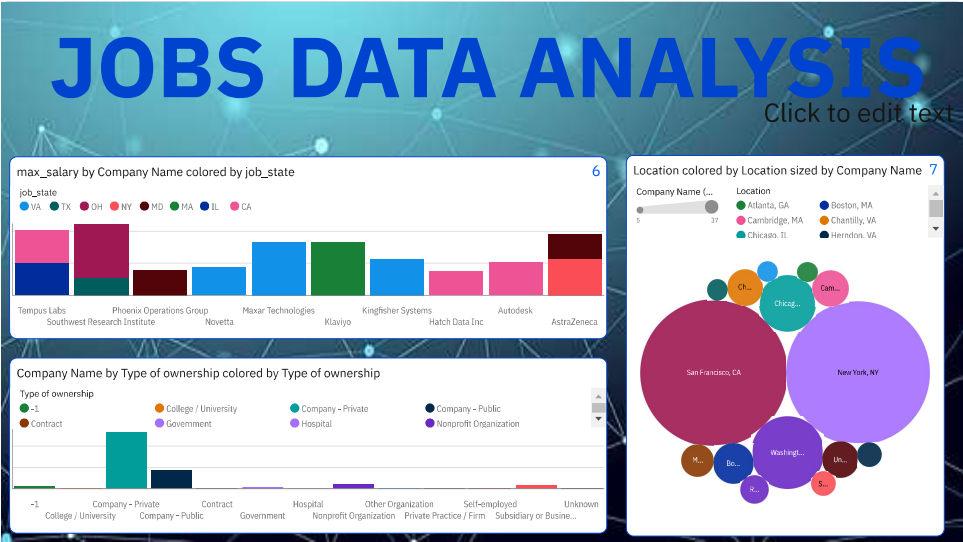 JOBS DATA ANALYSIS
Click to edit text
max_salary by Company Name colored by job_state
6
job_state
VA TX OH NY MD MA IL CA
Tempus Labs Phoenix Operations Group Maxar Technologies Kingfisher Systems Autodesk
Southwest Research Institute Novetta Klaviyo Hatch Data Inc AstraZeneca
Company Name by Type of ownership colored by Type of ownership
Type of ownership
-1 College / University Company - Private Company - Public
Contract Government Hospital Nonprofit Organization
-1 Company - Private Contract Hospital Other Organization Self-employed Unknown
College / University Company - Public Government Nonprofit Organization Private Practice / Firm Subsidiary or Busine...
Location colored by Location sized by Company Name 7
Company Name (... Location
5 37
Atlanta, GA Boston, MA
Cambridge, MA Chantilly, VA
Chicago, IL Herndon, VA
Ch... Chicag... Cam...
San Francisco, CA New York, NY
M... Bo... Washingt... Un...
R... S...